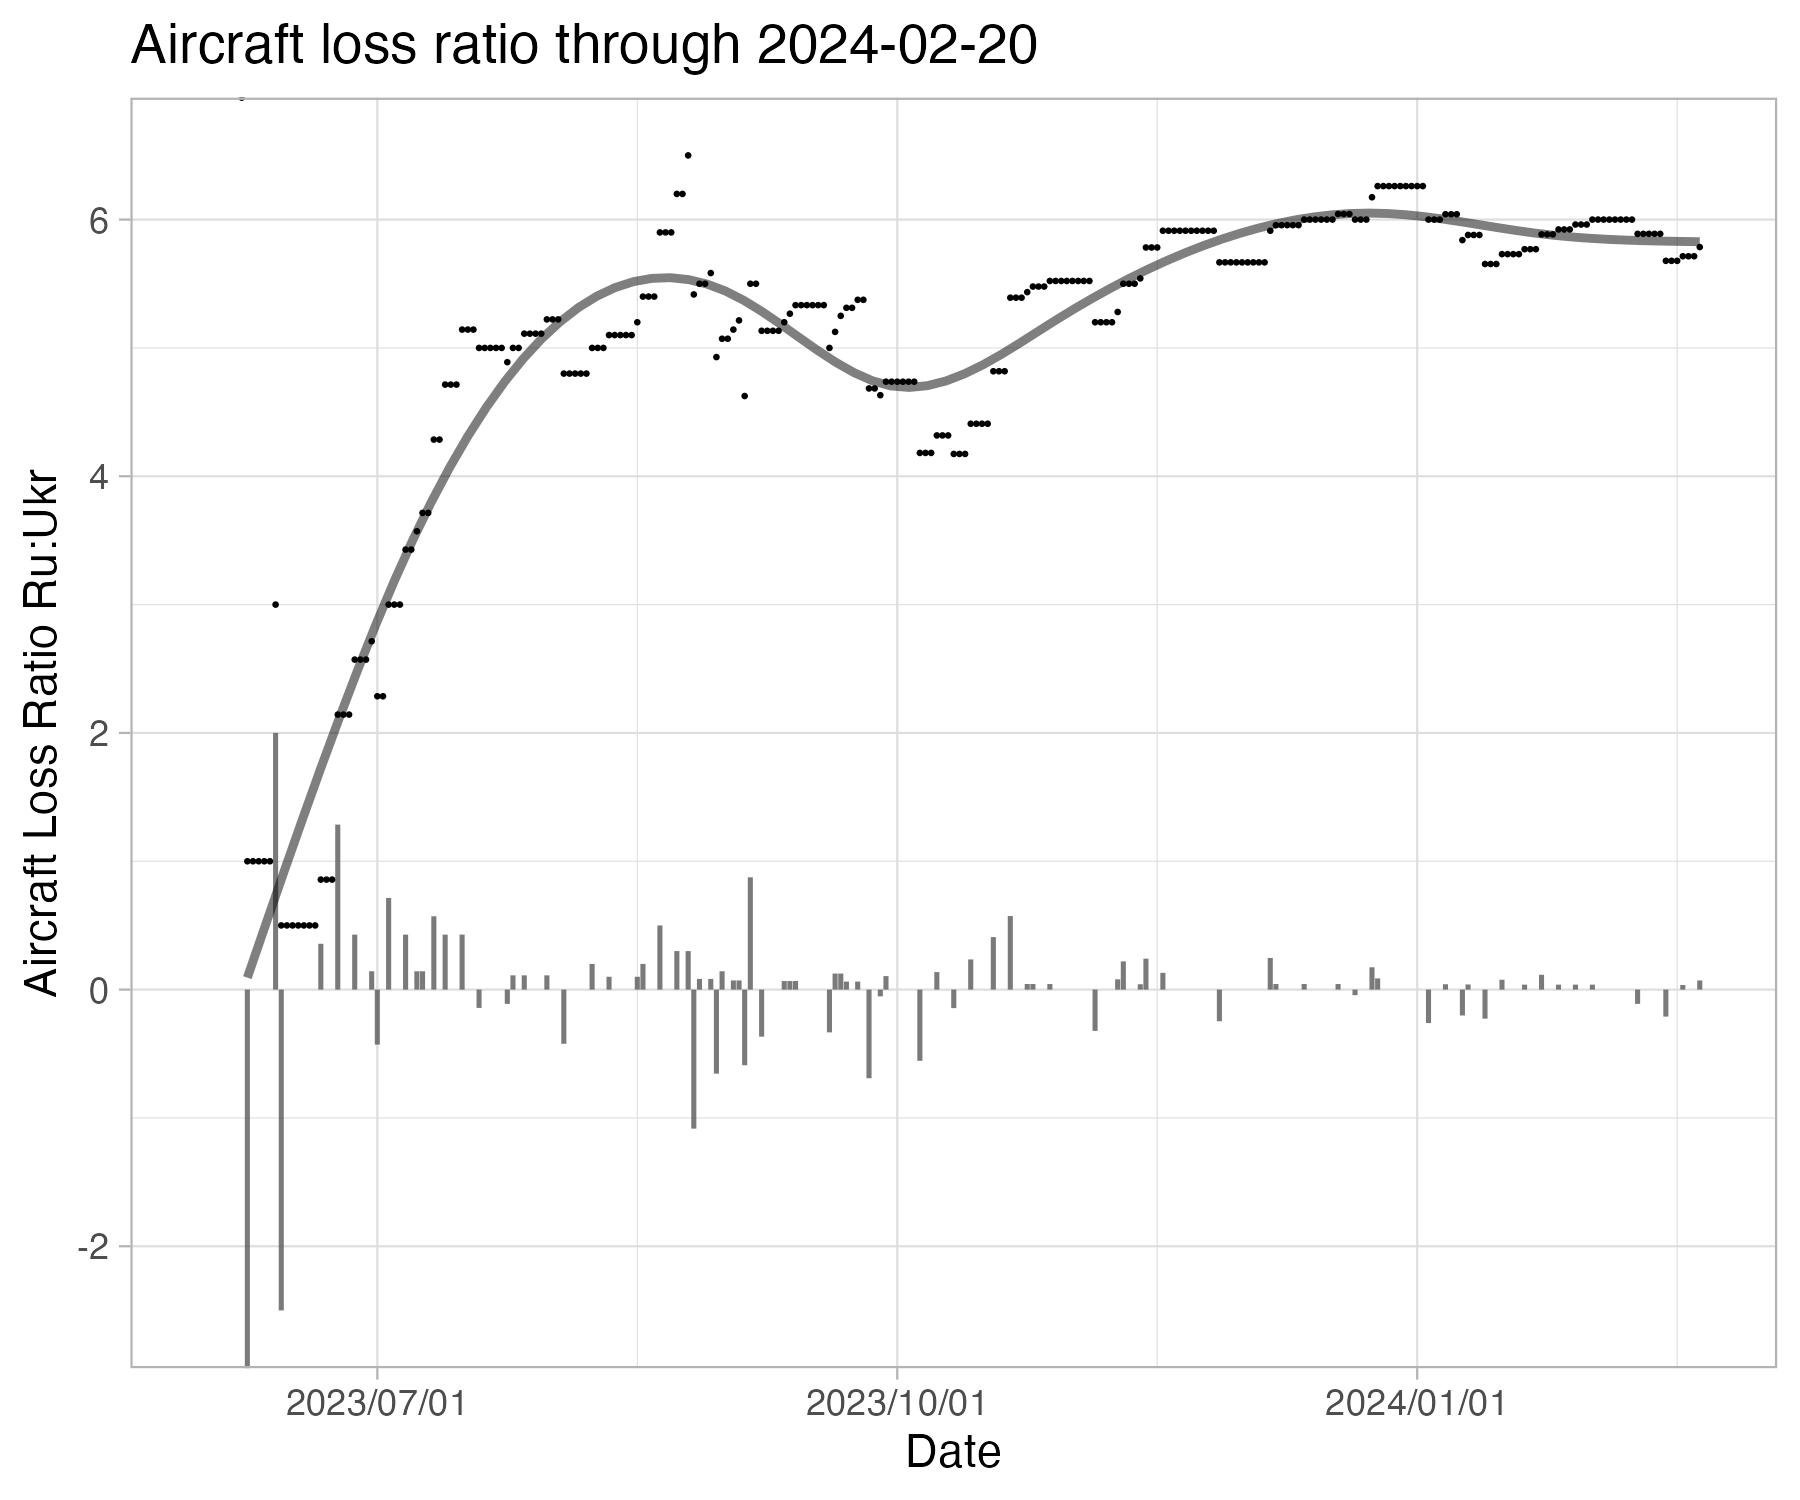 Aircraft loss ratio through 2024-02-20
Aircraft Loss Ratio Ru:Ukr
6
4
2
0
-2
2023/07/01
2023/10/01
2024/01/01
Date